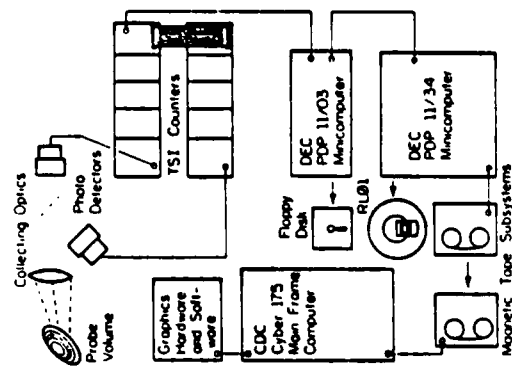 Collecting Optics
Photo
Detectors
Probe
Volume
TSI Counters
Graphics
Hardware
and Soft-
ware
Floppy
Disk
DEC
PDP 11/03
Minicomputer
CDC
Cyber 175
Main Frame
Computer
RL01
DEC
PDP 11/34
Minicomputer
Magnetic Tape Subsystems